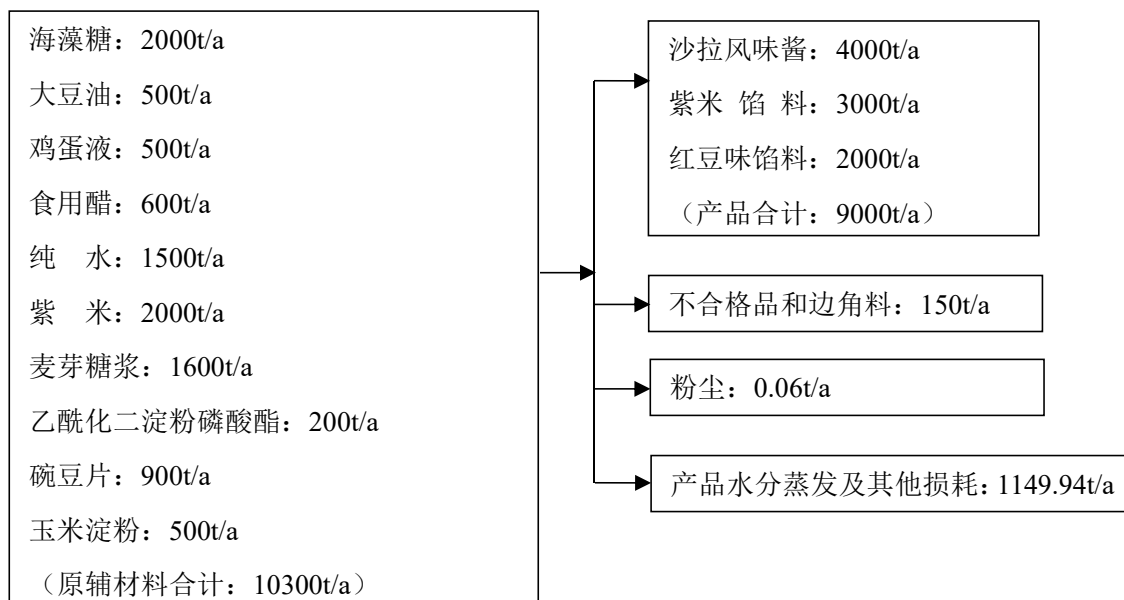 海藻糖：2000t/a
大豆油：500t/a
鸡蛋液：500t/a
食用醋：600t/a
纯 水：1500t/a
紫 米：2000t/a
麦芽糖浆：1600t/a
乙酰化二淀粉磷酸酯：200t/a
碗豆片：900t/a
玉米淀粉：500t/a
（原辅材料合计：10300t/a）
沙拉风味酱：4000t/a
紫米 馅 料：3000t/a
红豆味馅料：2000t/a
（产品合计：9000t/a）
不合格品和边角料：150t/a
粉尘：0.06t/a
产品水分蒸发及其他损耗：1149.94t/a